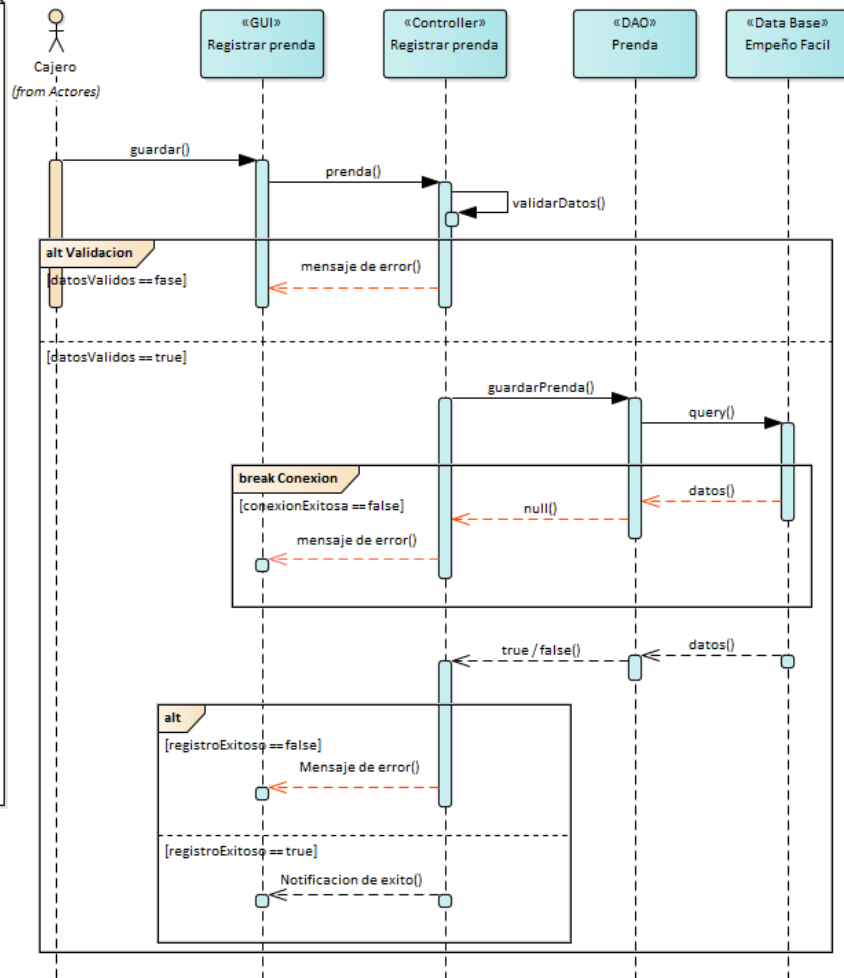 «GUI»
Registrar prenda
«Controller»
Registrar prenda
«DAO»
Prenda
«Data Base»
Empeño Facil
Cajero
(from Actores)
guardar()
prenda()
validarDatos()
alt Validacion
mensaje de error()
[datosValidos == fase]
[datosValidos == true]
guardarPrenda()
query()
break Conexion
datos()
[conexionExitosa == false]
null()
mensaje de error()
datos()
true / false()
alt
[registroExitoso == false]
Mensaje de error()
[registroExitoso == true]
Notificacion de exito()